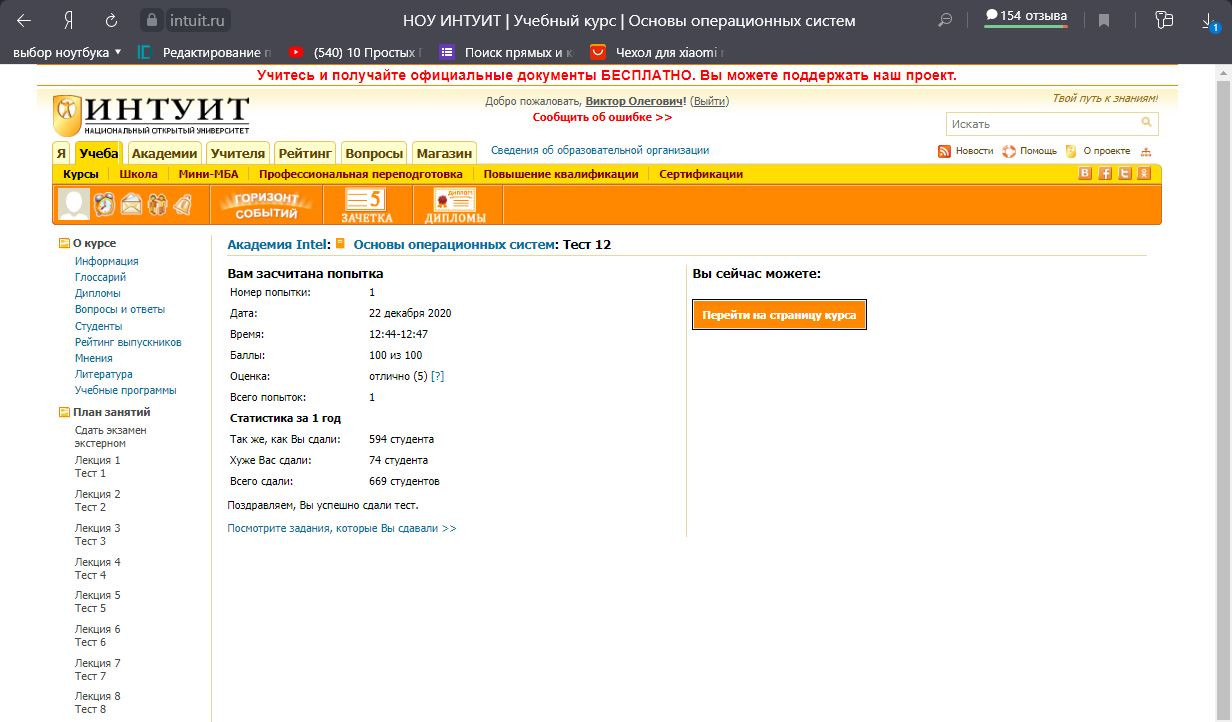 Я
intuit.ru
НОУ ИНТУИТ | Учебный курс | Основы операционных систем
154 отзыва
1
выбор ноутбука
Редактирование
(540) 10 Простых
Поиск прямых и к
Чехол для xiaomi
Учитесь и получайте официальные документы БЕСПЛАТНО. Вы можете поддержать наш проект.
ИНТУИТ
НАЦИОНАЛЬНЫЙ ОТКРЫТЫЙ УНИВЕРСИТЕТ
Добро пожаловать, Виктор Олегович! (Выйти)
Сообщить об ошибке >>
Твой путь к знаниям!
Искать
Я Учеба Академии Учителя Рейтинг Вопросы Магазин
Сведения об образовательной организации
Новости Помощь О проекте
Курсы Школа Мини-МБА Профессиональная переподготовка Повышение квалификации Сертификации
ГОРИЗОНТ СОБЫТИЙ
5
ЗАЧЕТКА
ДИПЛОМ
ДИПЛОМЫ
О курсе
Информация
Глоссарий
Дипломы
Вопросы и ответы
Студенты
Рейтинг выпускников
Мнения
Литература
Учебные программы
План занятий
Сдать экзамен
экстерном
Лекция 1
Тест 1
Лекция 2
Тест 2
Лекция 3
Тест 3
Лекция 4
Тест 4
Лекция 5
Тест 5
Лекция 6
Тест 6
Лекция 7
Тест 7
Лекция 8
Тест 8
Академия Intel: Основы операционных систем: Тест 12
Вам засчитана попытка
Номер попытки: 1
Дата: 22 декабря 2020
Время: 12:44-12:47
Баллы: 100 из 100
Оценка: отлично (5) [?]
Всего попыток: 1
Статистика за 1 год
Так же, как Вы сдали: 594 студента
Хуже Вас сдали: 74 студента
Всего сдали: 669 студентов
Поздравляем, Вы успешно сдали тест.
Посмотрите задания, которые Вы сдавали >>
Вы сейчас можете:
Перейти на страницу курса